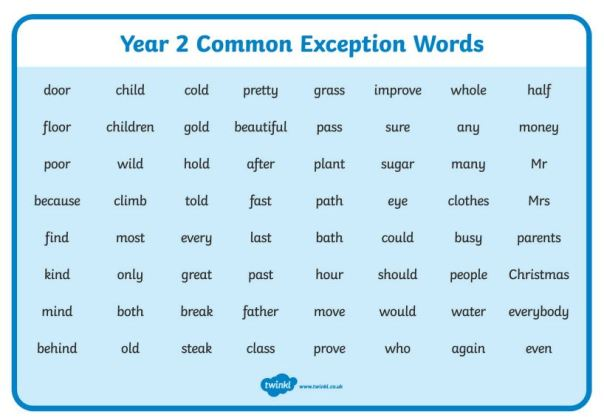 Year 2 Common Exception Words
door child cold pretty grass improve whole half
floor children gold beautiful pass sure any money
poor wild hold after plant sugar many Mr
because climb told fast path eye clothes Mrs
find most every last bath could busy parents
kind only great past hour should people Christmas
mind both break father move would water everybody
behind old steak class prove who again even
twinkl www.twinkl.co.uk